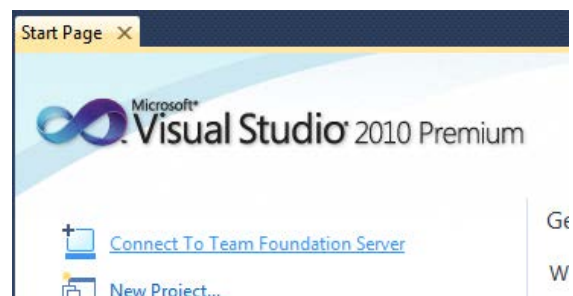 Start Page
Microsoft®
Visual Studio® 2010 Premium
Connect To Team Foundation Server
New Project...